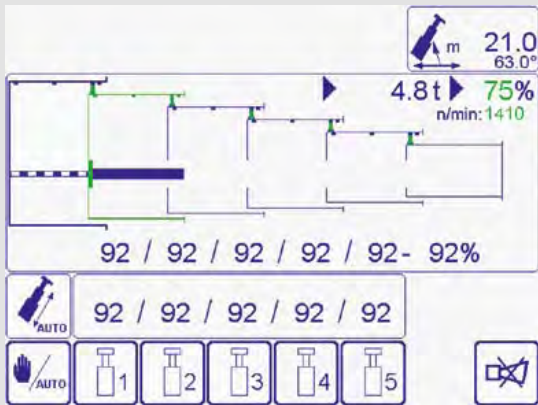 m 21.0
63.0°
4.8t 75%
n/min: 1410
92 / 92 / 92 / 92 / 92- 92%
AUTO
92 / 92 / 92 / 92 / 92
/AUTO 1 2 3 4 5